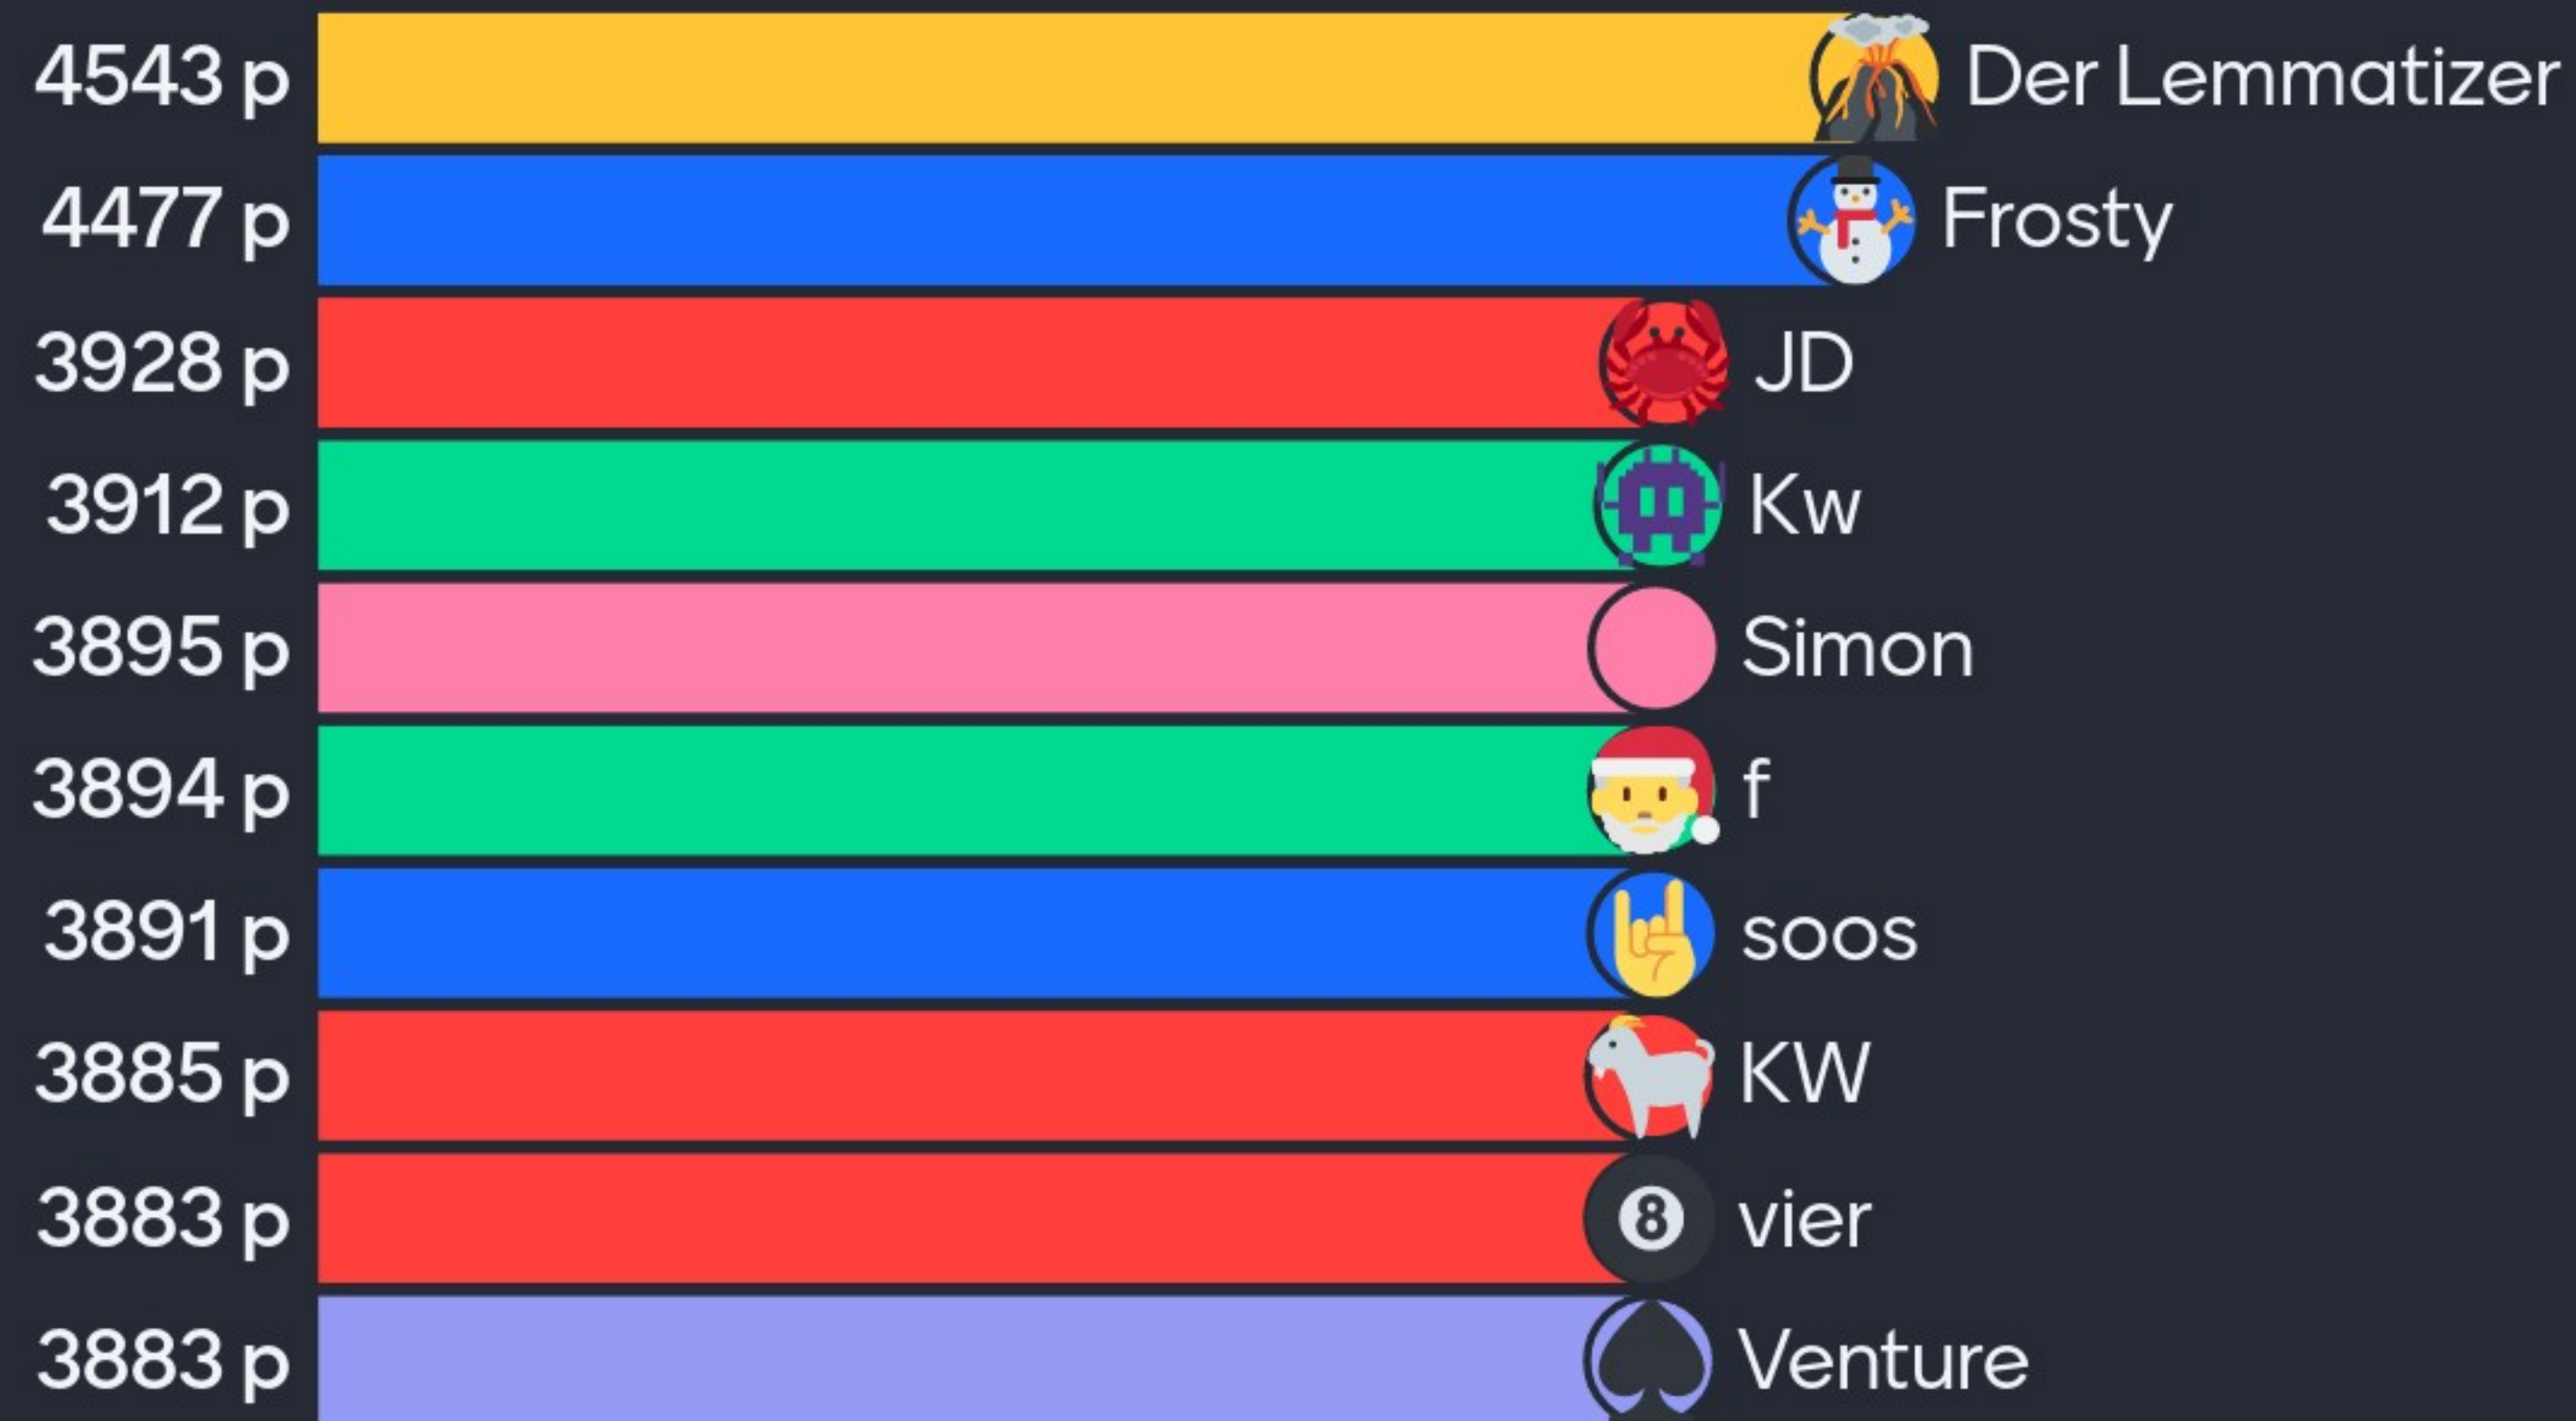 4543 p Der Lemmatizer
4477 p Frosty
3928 p JD
3912 p Kw
3895 p Simon
3894 p f
3891 p soos
3885 p KW
3883 p 8 vier
3883 p Venture